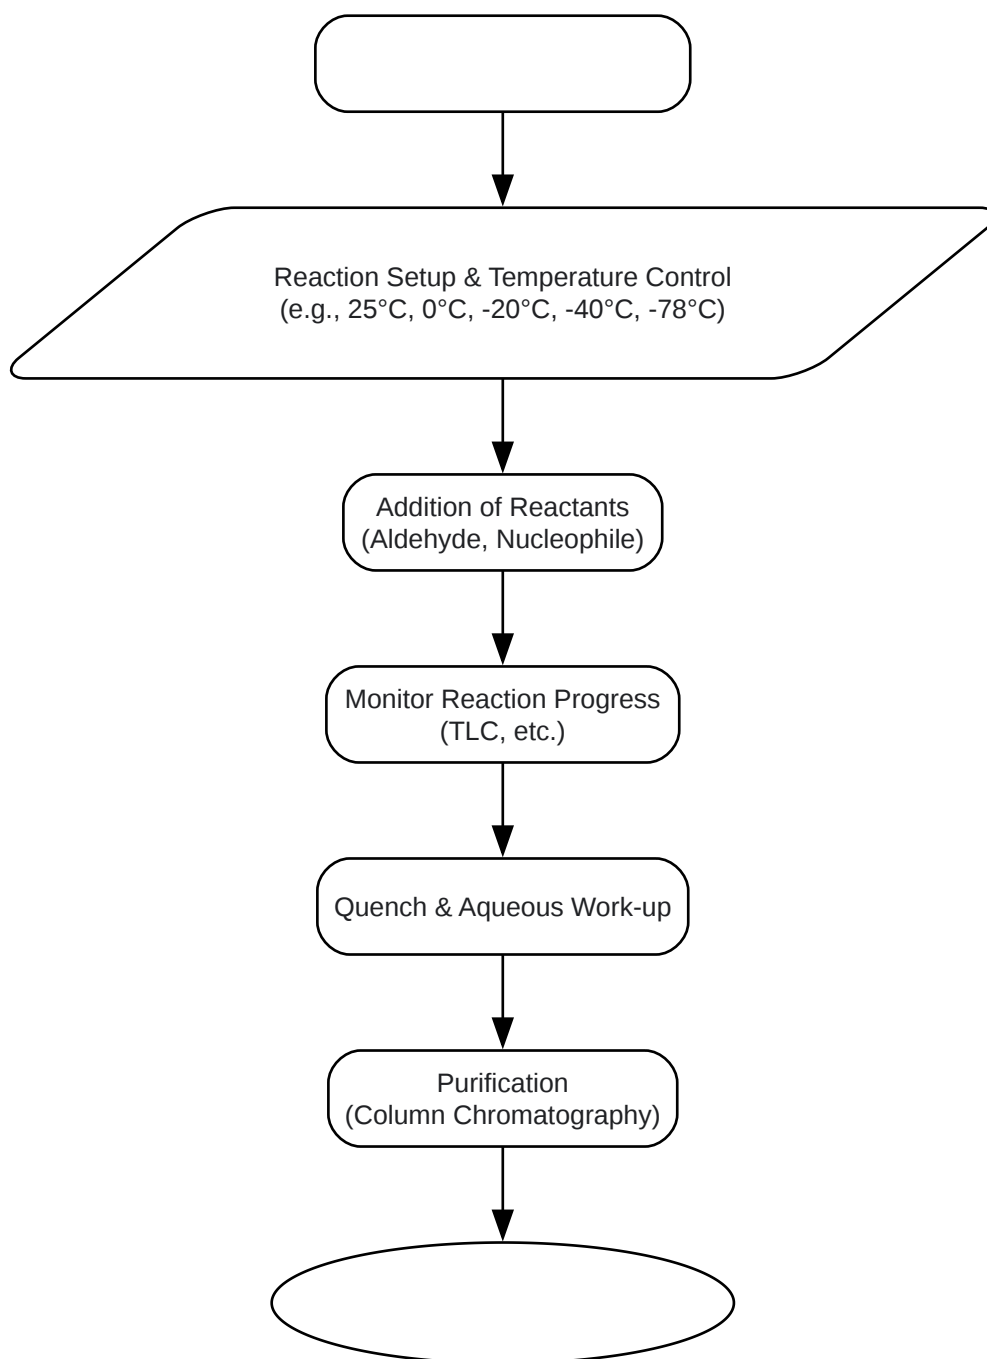 Reaction Setup & Temperature Control
(e.g., 25°C, 0°C, -20°C, -40°C, -78°C)
Addition of Reactants
(Aldehyde, Nucleophile)
Monitor Reaction Progress
(TLC, etc.)
Quench & Aqueous Work-up
Purification
(Column Chromatography)